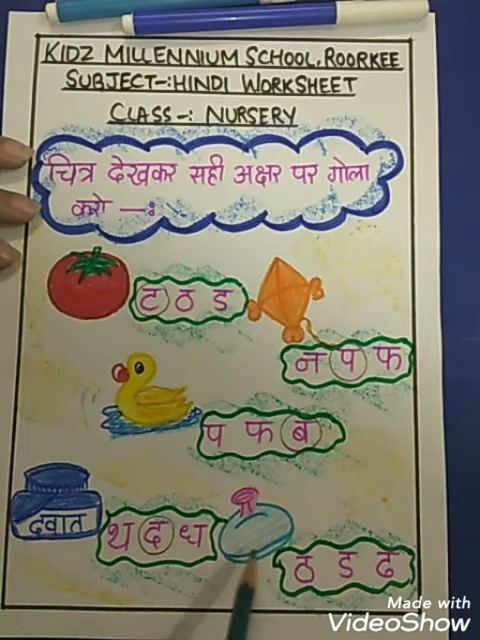 KIDZ MILLENNIUM SCHOOL, ROORKEE
SUBJECT-:HINDI WORKSHEET
CLASS-: NURSERY
चित्र देखकर सही अक्षर पर गोला
करो —:
ट ठ ड
न प फ
प फ ब
दवात
थ द ध
ठ ड ढ
Made with
VideoShow